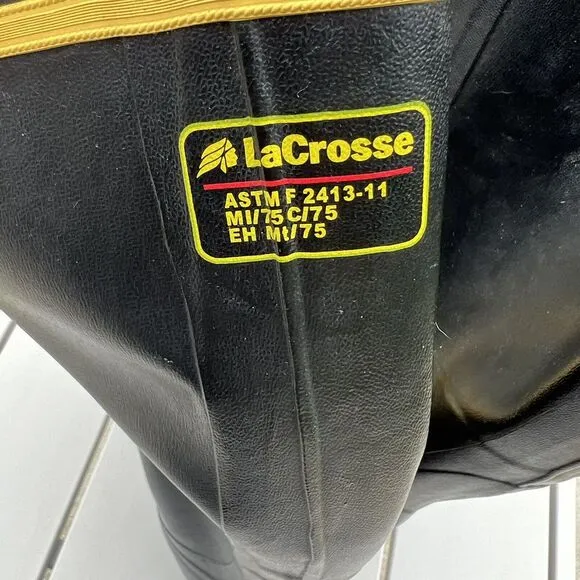 LaCrosse
ASTM F 2413-11
MI/75 C/75
EH Mt/75